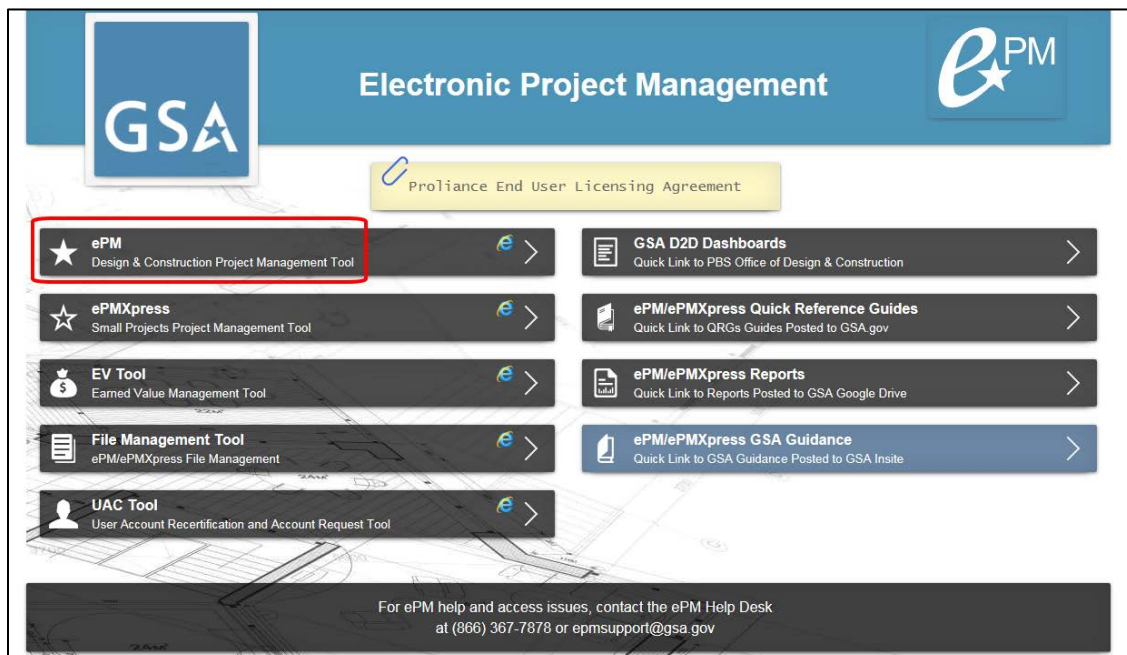 GSA
Electronic Project Management
ePM
Proliance End User Licensing Agreement
ePM
Design & Construction Project Management Tool
ePMXpress
Small Projects Project Management Tool
EV Tool
Earned Value Management Tool
File Management Tool
ePM/ePMXpress File Management
UAC Tool
User Account Recertification and Account Request Tool
GSA D2D Dashboards
Quick Link to PBS Office of Design & Construction
ePM/ePMXpress Quick Reference Guides
Quick Link to QRGs Guides Posted to GSA.gov
ePM/ePMXpress Reports
Quick Link to Reports Posted to GSA Google Drive
ePM/ePMXpress GSA Guidance
Quick Link to GSA Guidance Posted to GSA Insite
For ePM help and access issues, contact the ePM Help Desk
at (866) 367-7878 or epmsupport@gsa.gov